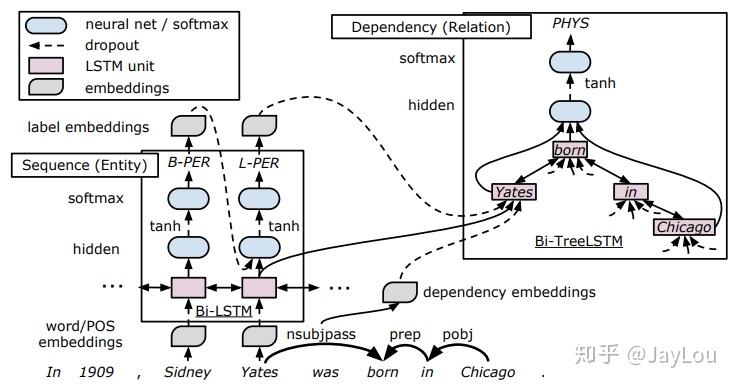 neural net / softmax
dropout
LSTM unit
embeddings
label embeddings
Sequence (Entity)
B-PER L-PER
softmax
tanh tanh
hidden
... ...
Bi-LSTM
word/POS
embeddings
In 1909 , Sidney Yates was born in Chicago .
nsubjpass prep pobj
dependency embeddings
Dependency (Relation)
PHYS
softmax
tanh
hidden
born
Yates in
Chicago
Bi-TreeLSTM
知乎 @JayLou